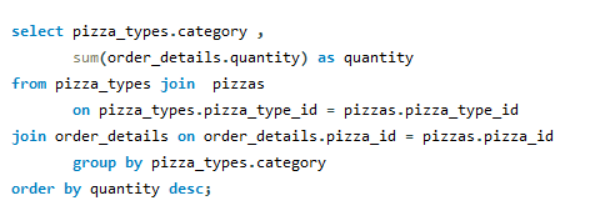 select pizza_types.category ,
sum(order_details.quantity) as quantity
from pizza_types join  pizzas
on pizza_types.pizza_type_id = pizzas.pizza_type_id
join order_details on order_details.pizza_id = pizzas.pizza_id
group by pizza_types.category
order by quantity desc;